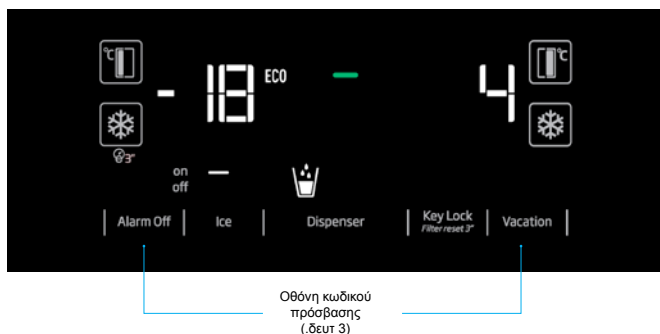 °C
- 18 ECO
4
°C
3"
on
off
Alarm Off
Ice
Dispenser
Key Lock
Filter reset 3"
Vacation
Οθόνη κωδικού
πρόσβασης
(.δευτ 3)